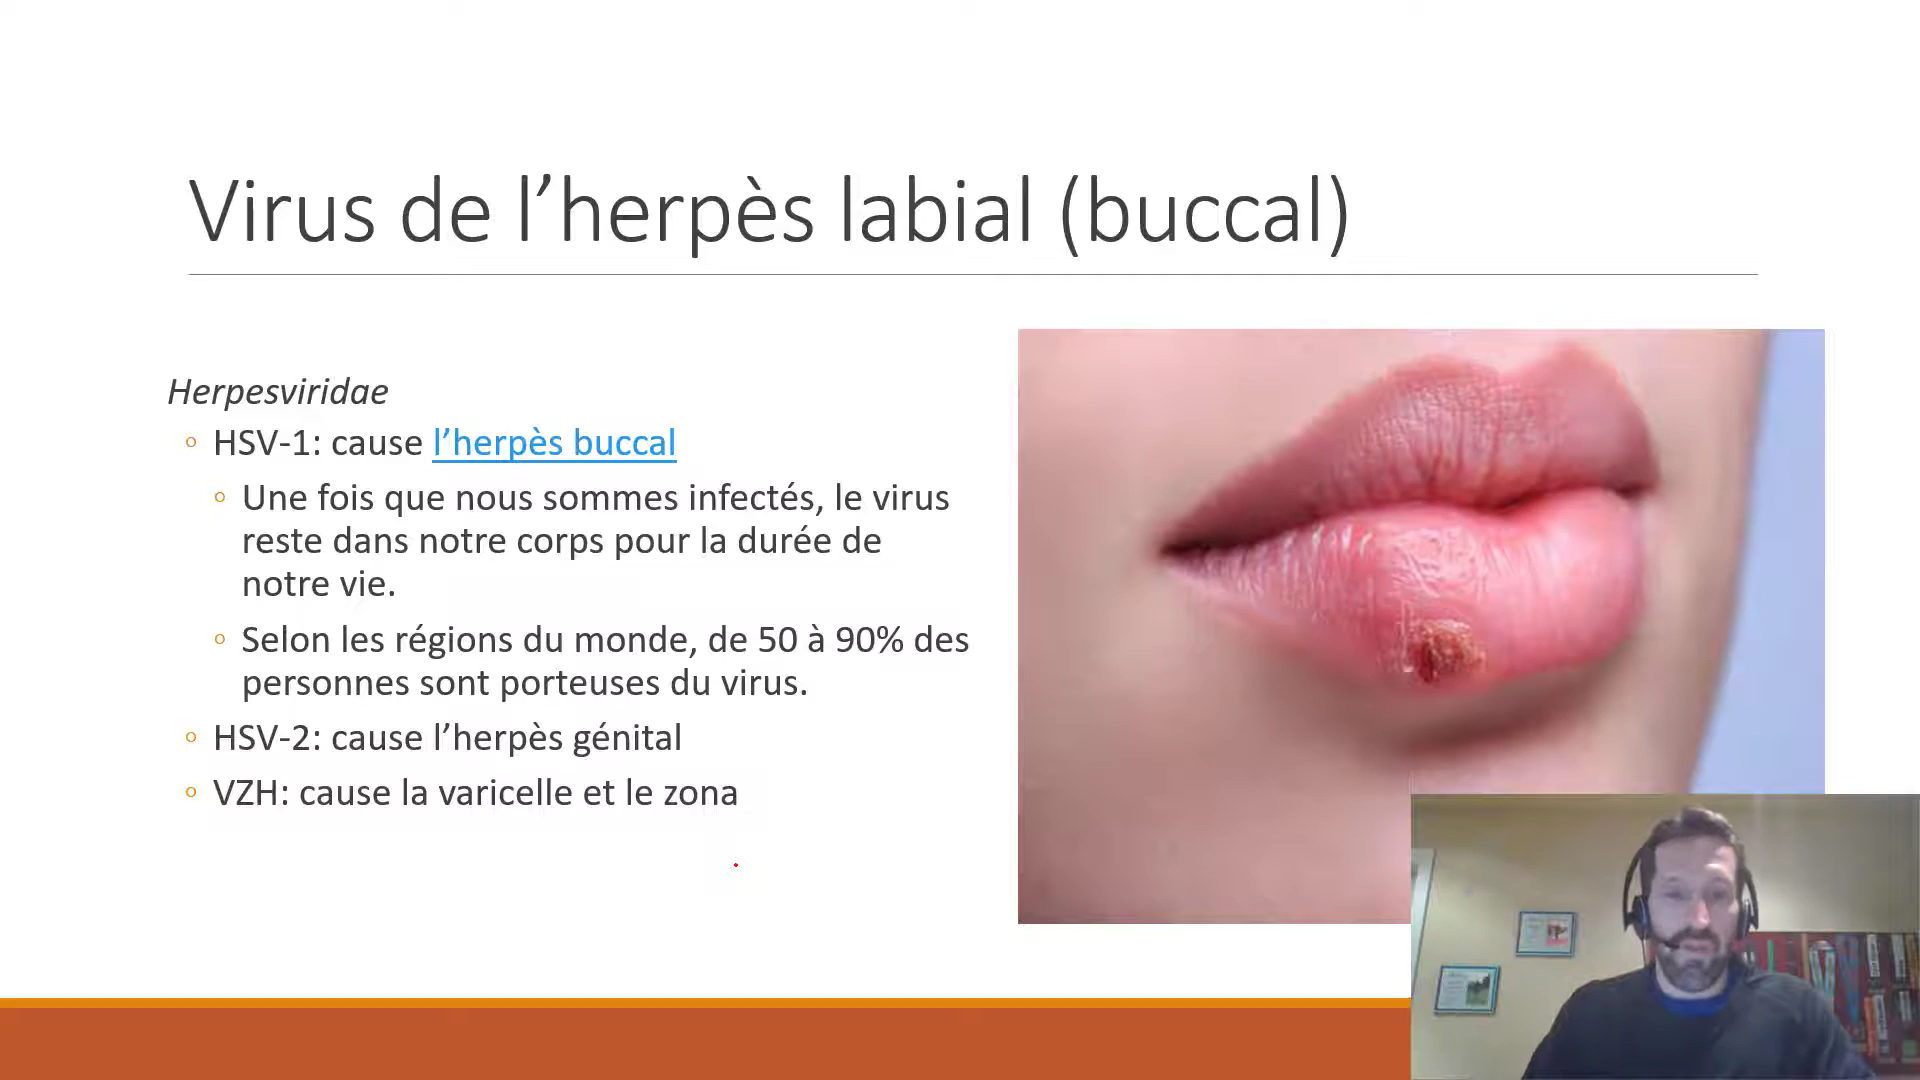 Virus de l’herpès labial (buccal)
Herpesviridae
◦ HSV-1: cause l’herpès buccal
◦ Une fois que nous sommes infectés, le virus
reste dans notre corps pour la durée de
notre vie.
◦ Selon les régions du monde, de 50 à 90% des
personnes sont porteuses du virus.
◦ HSV-2: cause l’herpès génital
◦ VZH: cause la varicelle et le zona